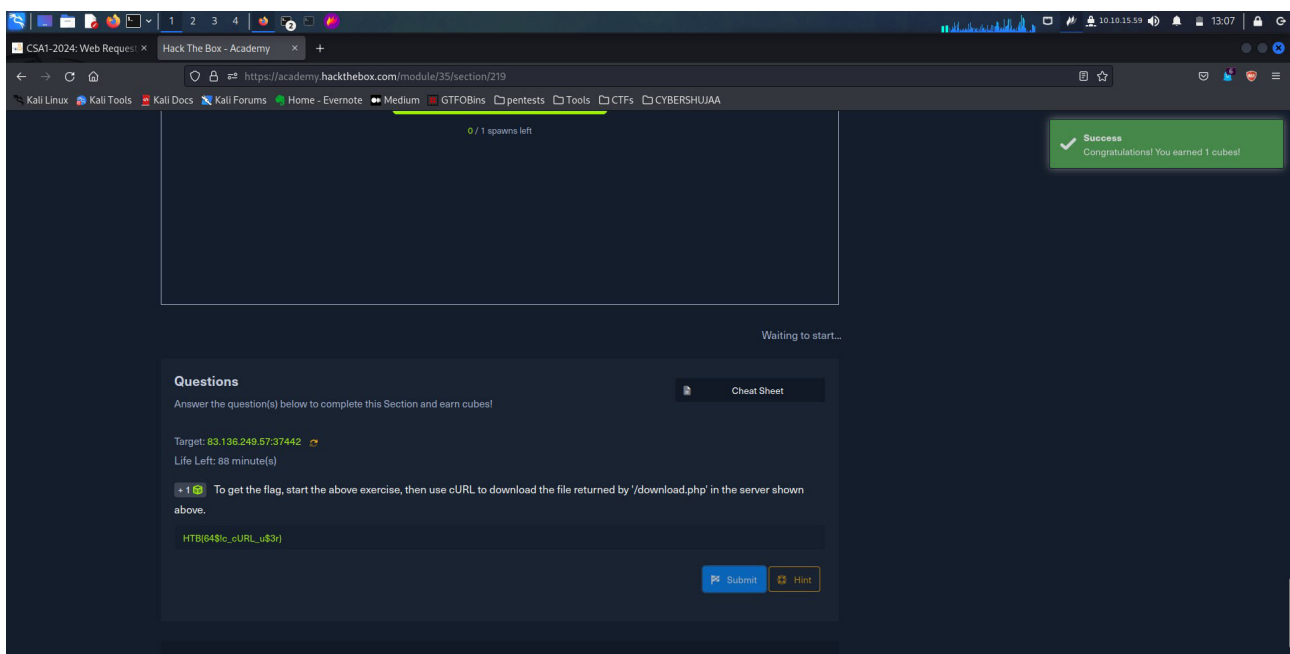 1 2 3 4 2 10.10.15.59 13:07
CSA1-2024: Web Request Hack The Box - Academy
https://academy.hackthebox.com/module/35/section/219
Kali Linux Kali Tools Kali Docs Kali Forums Home - Evernote Medium GTFOBins pentests Tools CTFs CYBERSHUJAA
0 / 1 spawns left
Success
Congratulations! You earned 1 cubes!
Waiting to start...
Questions
Cheat Sheet
Answer the question(s) below to complete this Section and earn cubes!
Target: 83.136.249.57:37442
Life Left: 88 minute(s)
+ 1 To get the flag, start the above exercise, then use cURL to download the file returned by '/download.php' in the server shown
above.
HTB{64$!c_cURL_u$3r}
Submit Hint